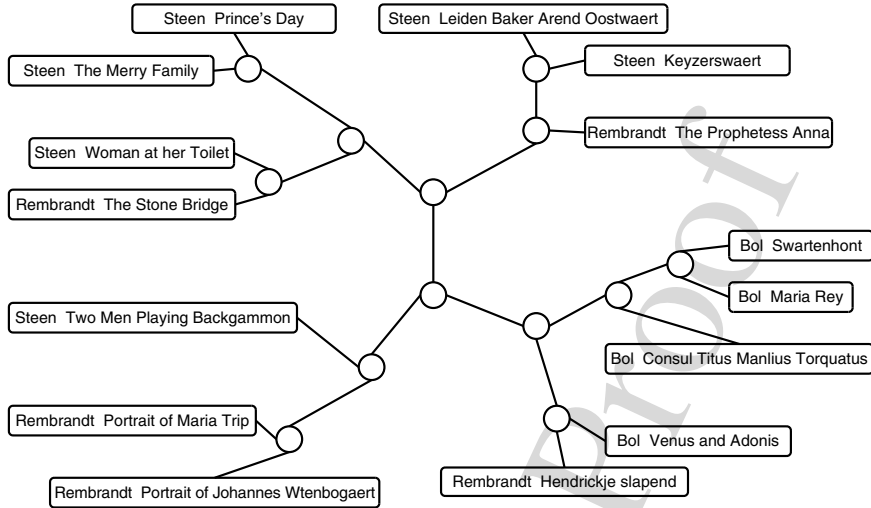 Steen Prince's Day
Steen Leiden Baker Arend Oostwaert
Steen The Merry Family
Steen Keyzerswaert
Rembrandt The Prophetess Anna
Steen Woman at her Toilet
Rembrandt The Stone Bridge
Bol Swartenhont
Bol Maria Rey
Steen Two Men Playing Backgammon
Bol Consul Titus Manlius Torquatus
Rembrandt Portrait of Maria Trip
Bol Venus and Adonis
Rembrandt Hendrickje slapend
Rembrandt Portrait of Johannes Wtenbogaert
Proof